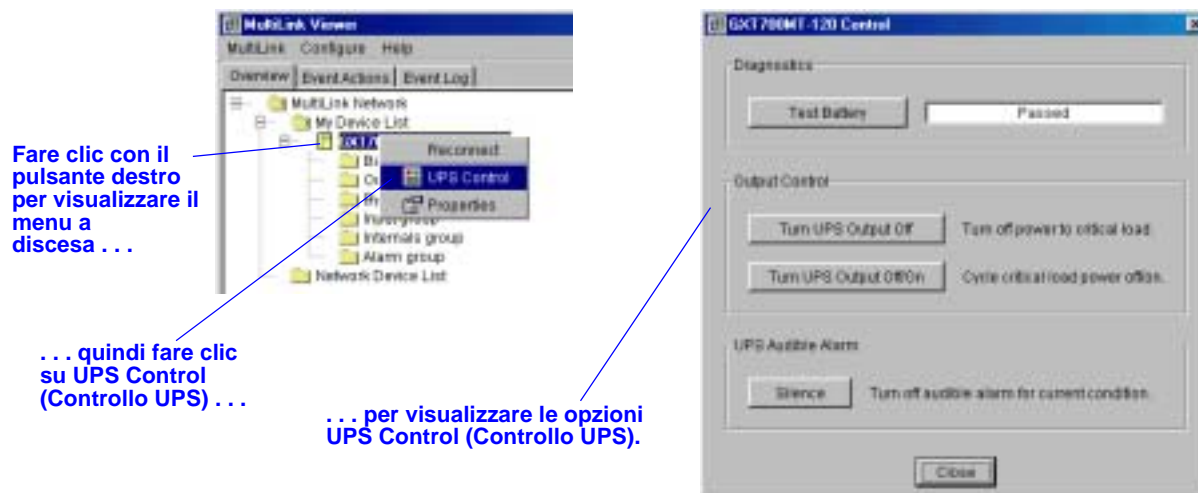 MultiLink Viewer
MultiLink Configure Help
Overview Event Actions Event Log
MultiLink Network
My Device List
GXT7
Reconnect
UPS Control
Properties
Internals group
Alarm group
Network Device List
Fare clic con il
pulsante destro
per visualizzare il
menu a
discesa . . .
. . . quindi fare clic
su UPS Control
(Controllo UPS) . . .
. . . per visualizzare le opzioni
UPS Control (Controllo UPS).
GXT700MT-120 Control
Diagnostics
Test Battery Passed
Output Control
Turn UPS Output Off Turn off power to critical load.
Turn UPS Output Off/On Cycle critical load power off/on.
UPS Audible Alarm
Silence Turn off audible alarm for current condition.
Close